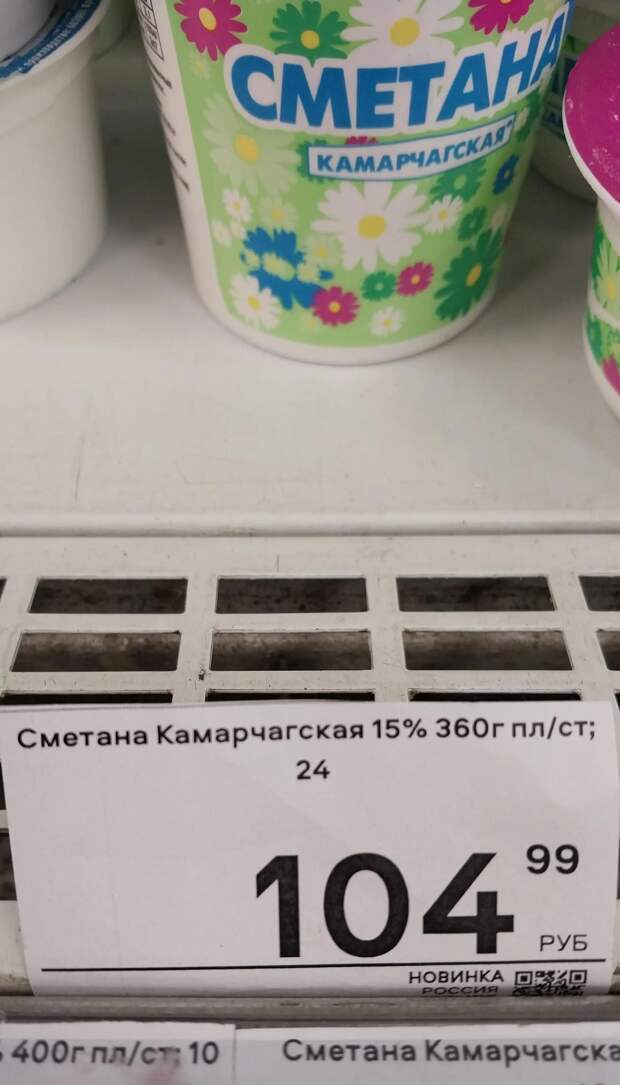 СМЕТАНА
КАМАРЧАГСКАЯ*
Сметана Камарчагская 15% 360г пл/ст;
24
104 99
РУБ
НОВИНКА
РОССИЯ
400г пл/ст; 10
Сметана Камарчагска